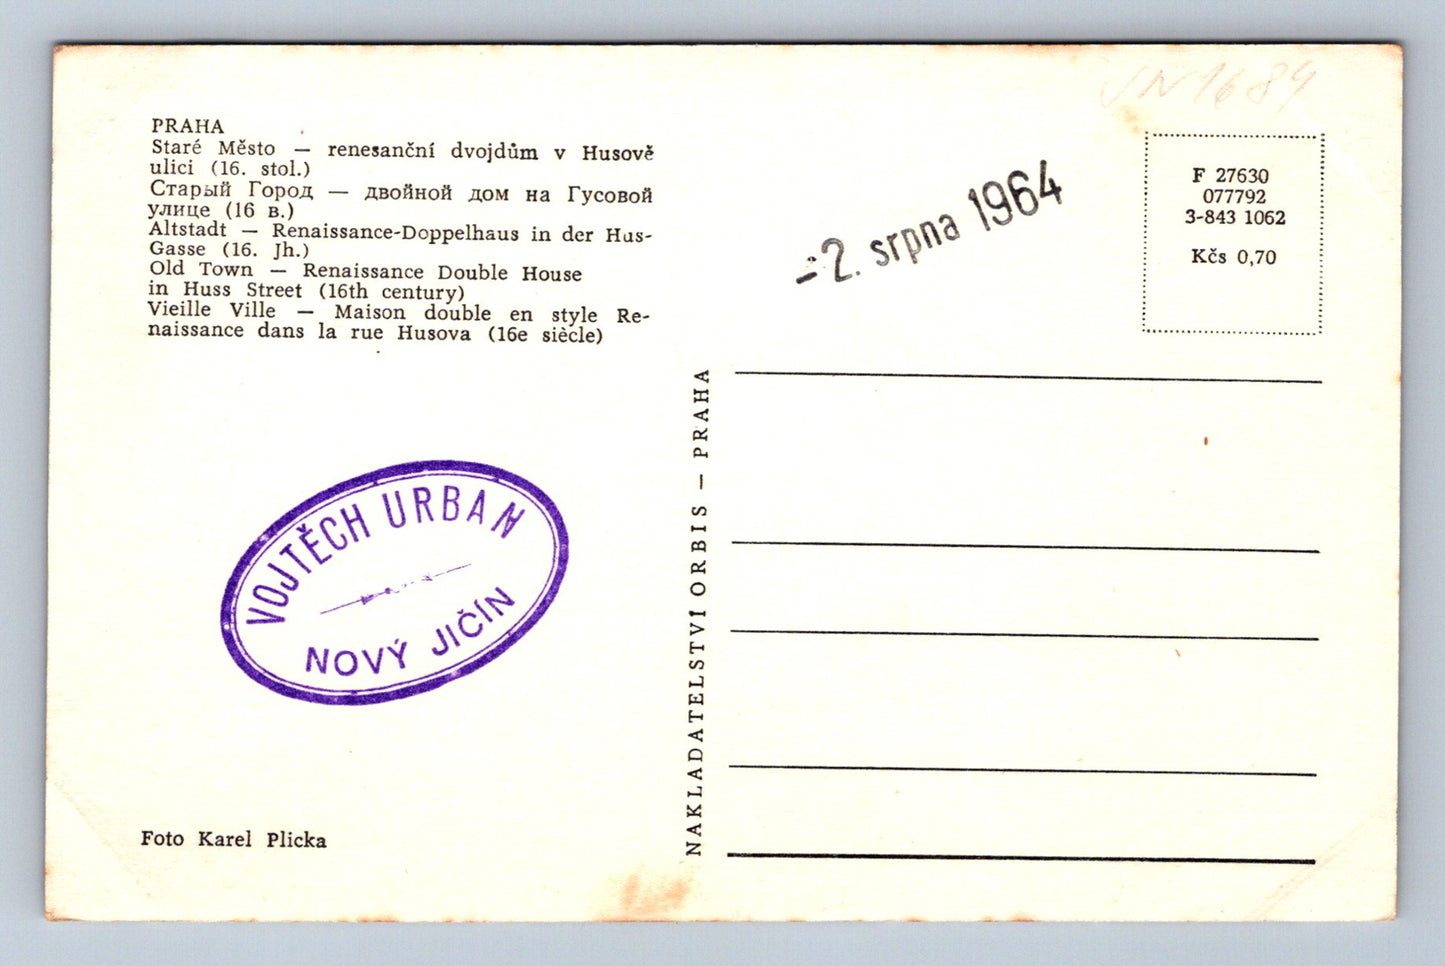 PRAHA
Staré Město — renesanční dvojdům v Husově
ulici (16. stol.)
Старый Город — двойной дом на Гусовой
улице (16 в.)
Altstadt — Renaissance-Doppelhaus in der Hus-
Gasse (16. Jh.)
Old Town — Renaissance Double House
in Huss Street (16th century)
Vieille Ville — Maison double en style Re-
naissance dans la rue Husova (16e siècle)
VOJTĚCH URBAN
NOVÝ JIČÍN
Foto Karel Plicka
NAKLADATELSTVÍ ORBIS — PRAHA
-2. srpna 1964
F 27630
077792
3-843 1062
Kčs 0,70